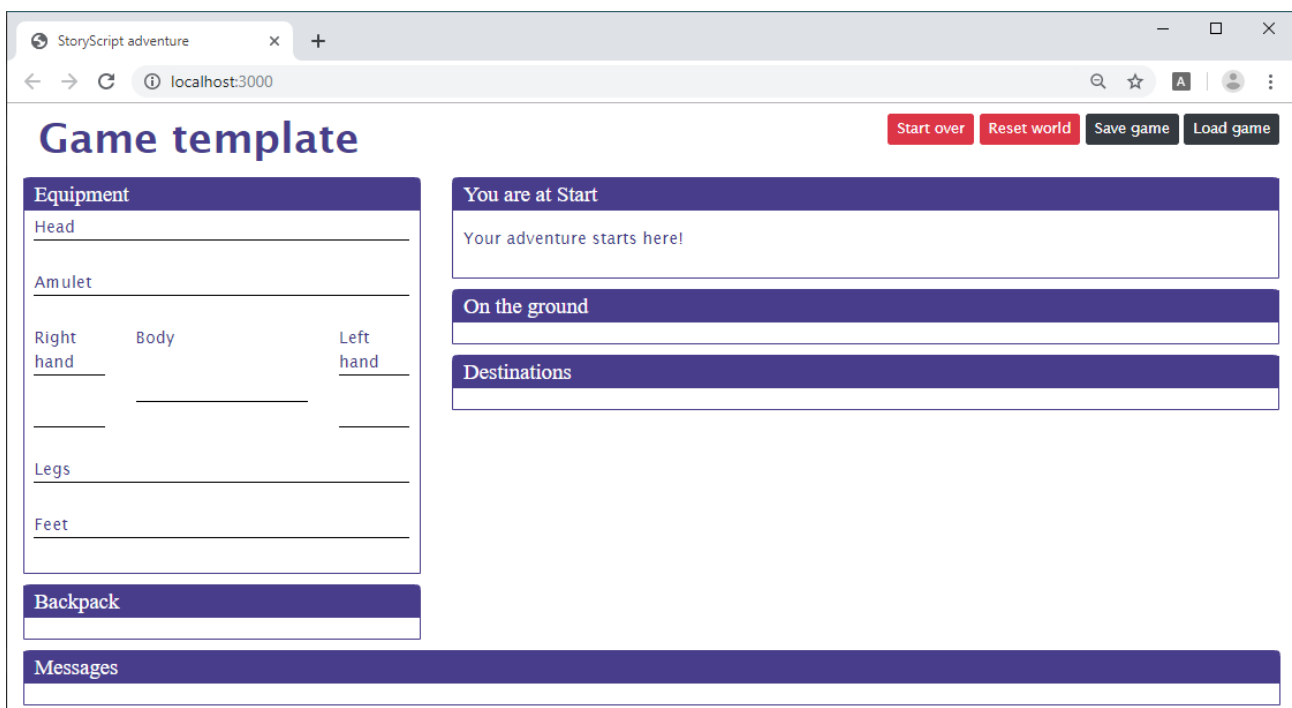 StoryScript adventure
localhost:3000
A
Game template
Start over Reset world Save game Load game
Equipment
Head
Amulet
Right hand
Body
Left hand
Legs
Feet
Backpack
You are at Start
Your adventure starts here!
On the ground
Destinations
Messages